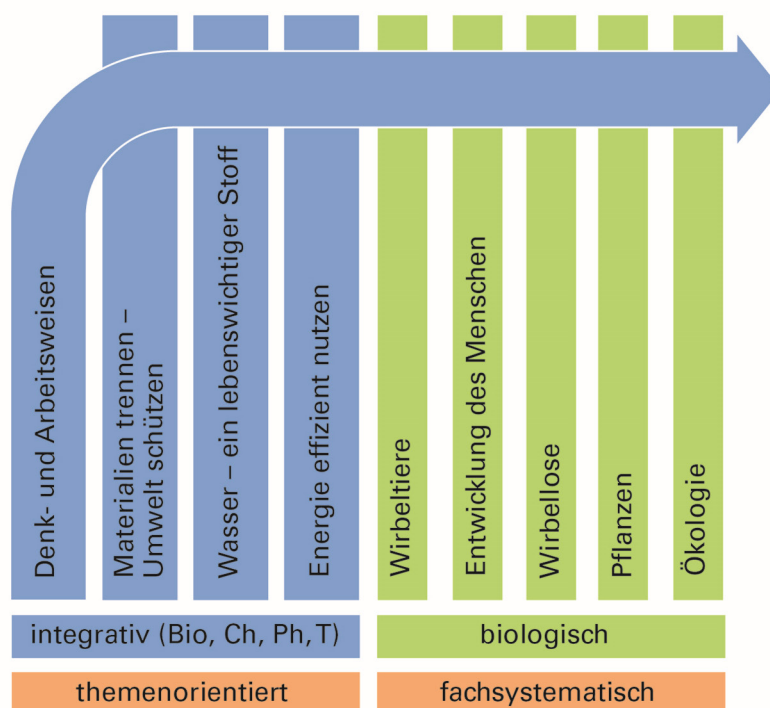 Denk- und Arbeitsweisen
Materialien trennen –
Umwelt schützen
Wasser – ein lebenswichtiger Stoff
Energie effizient nutzen
Wirbeltiere
Entwicklung des Menschen
Wirbellose
Pflanzen
Ökologie
integrativ (Bio, Ch, Ph, T)
biologisch
themenorientiert
fachsystematisch